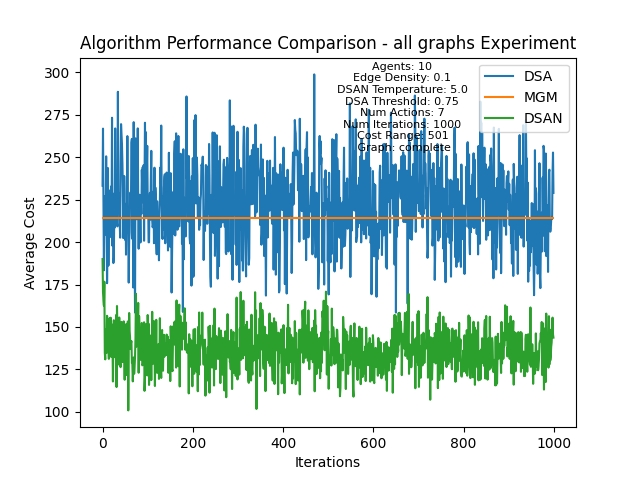 Algorithm Performance Comparison - all graphs Experiment
Agents: 10
Edge Density: 0.1
DSAN Temperature: 5.0
DSA Threshold: 0.75
Num Actions: 7
Num Iterations: 1000
Cost Range: 501
Graph: complete
DSA
MGM
DSAN
300
275
250
225
200
175
150
125
100
Average Cost
0
200
400
600
800
1000
Iterations